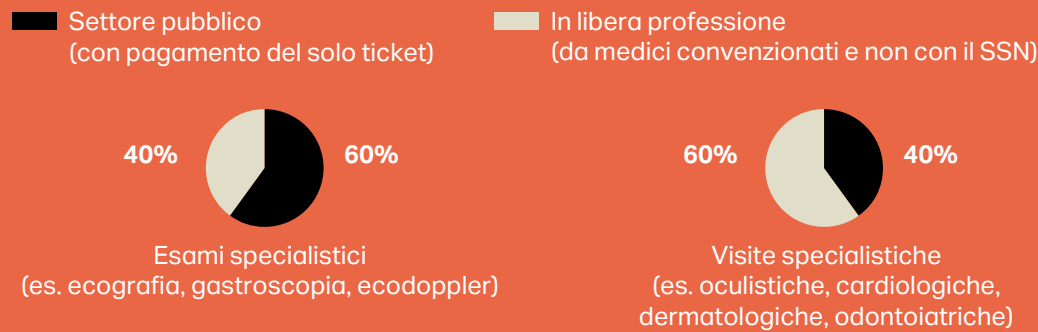 Settore pubblico
(con pagamento del solo ticket)
In libera professione
(da medici convenzionati e non con il SSN)
40%
60%
60%
40%
Esami specialistici
(es. ecografia, gastroscopia, ecodoppler)
Visite specialistiche
(es. oculistiche, cardiologiche,
dermatologiche, odontoiatriche)